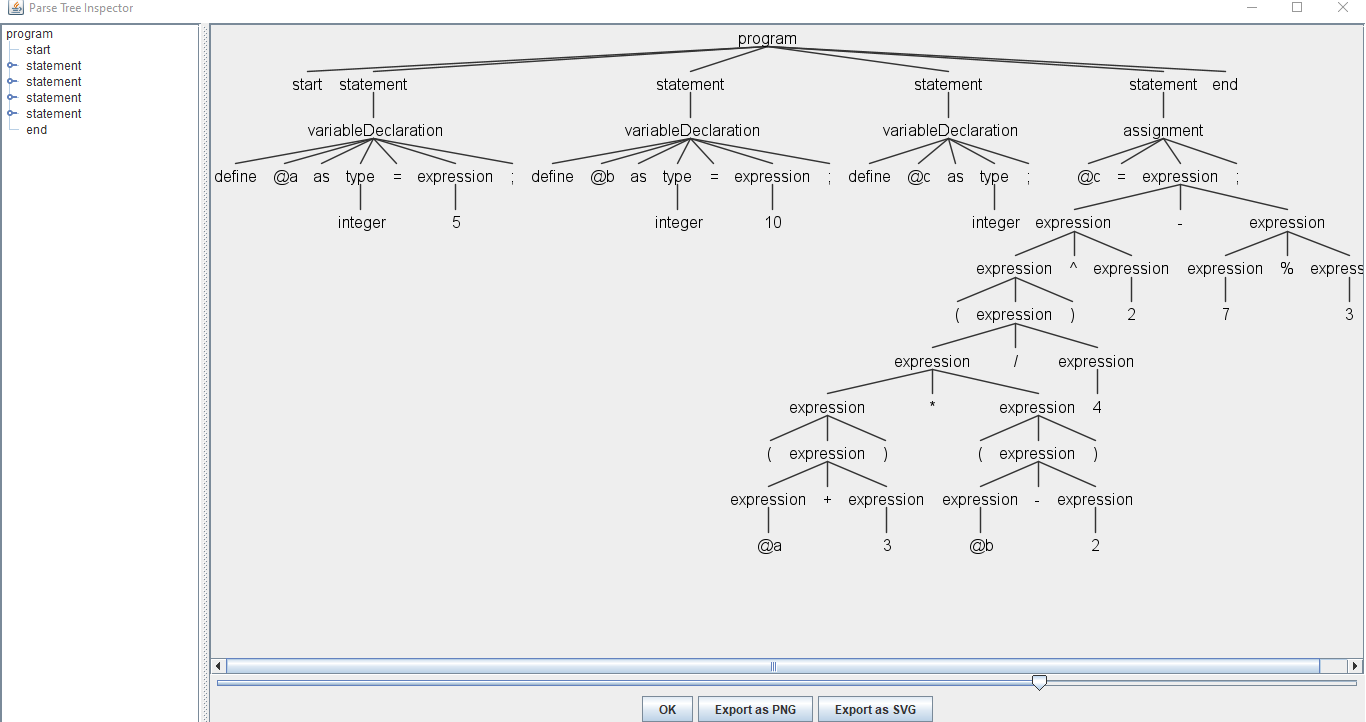 Parse Tree Inspector
program
start
statement
statement
statement
statement
end
program
start statement statement statement statement end
variableDeclaration variableDeclaration variableDeclaration assignment
define @a as type = expression ; define @b as type = expression ; define @c as type ; @c = expression ;
integer 5 integer 10 integer expression - expression
expression ^ expression expression % express
( expression ) 2 7 3
expression / expression
expression * expression 4
( expression ) ( expression )
expression + expression expression - expression
@a 3 @b 2
OK Export as PNG Export as SVG